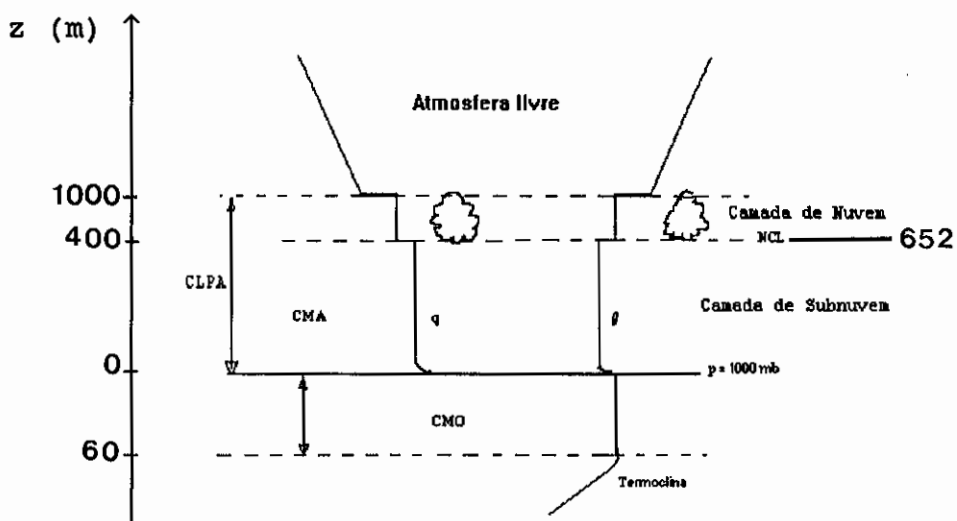 z (m)
Atmosfera livre
1000
Camada de Nuvem
400
NCL
652
CLPA
Camada de Subnuvem
CMA
q
θ
0
p = 1000 mb
CMO
60
Termoclina